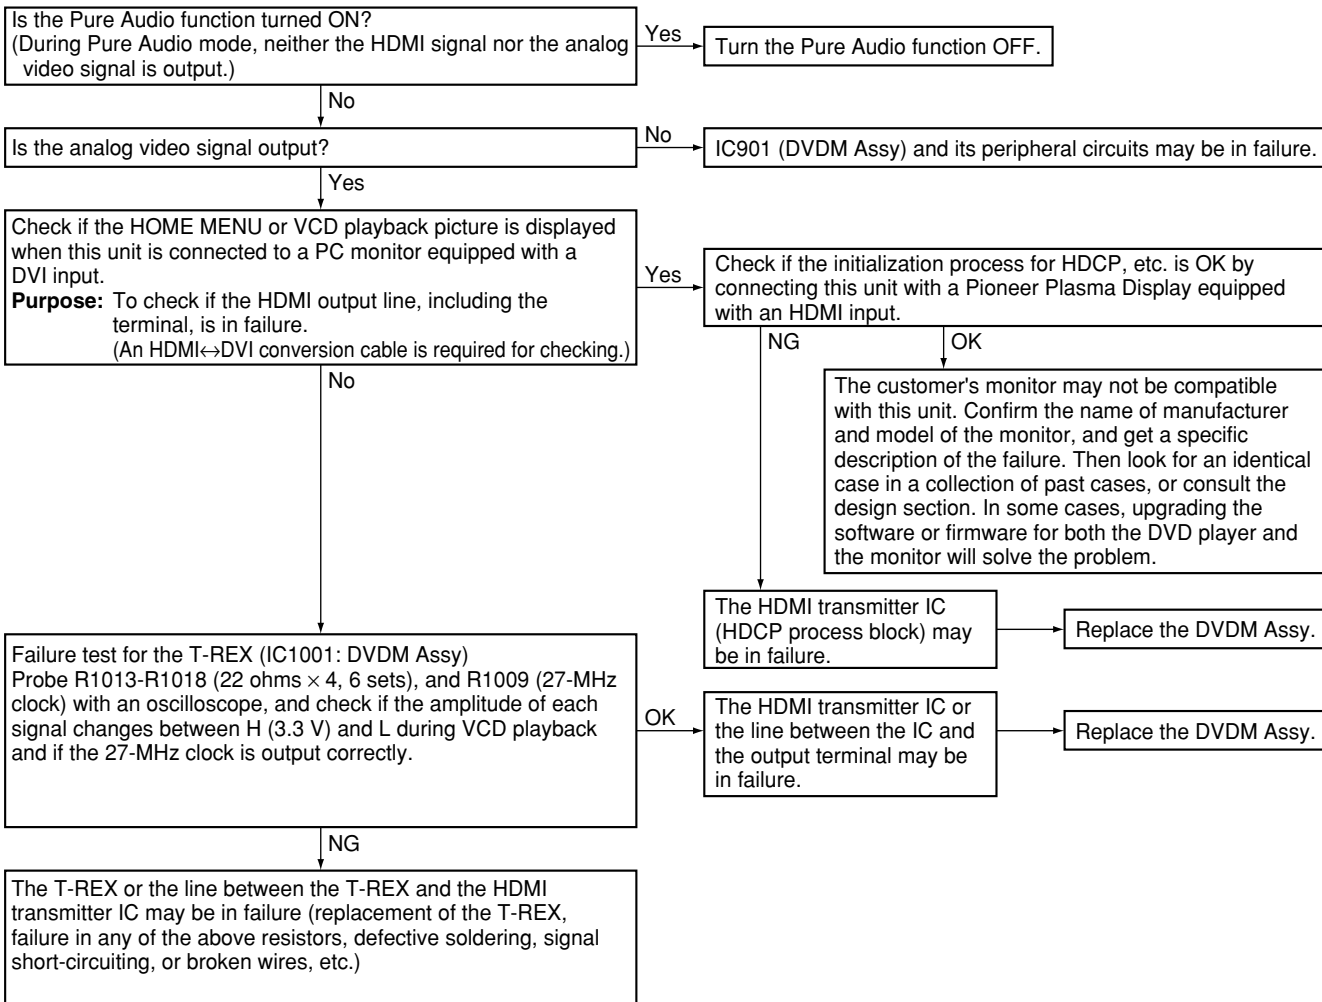 Is the Pure Audio function turned ON?
(During Pure Audio mode, neither the HDMI signal nor the analog
video signal is output.)
Yes
Turn the Pure Audio function OFF.
No
Is the analog video signal output?
No
IC901 (DVDM Assy) and its peripheral circuits may be in failure.
Yes
Check if the HOME MENU or VCD playback picture is displayed
when this unit is connected to a PC monitor equipped with a
DVI input.
Purpose: To check if the HDMI output line, including the
terminal, is in failure.
(An HDMI↔DVI conversion cable is required for checking.)
Yes
Check if the initialization process for HDCP, etc. is OK by
connecting this unit with a Pioneer Plasma Display equipped
with an HDMI input.
NG
OK
The customer's monitor may not be compatible
with this unit. Confirm the name of manufacturer
and model of the monitor, and get a specific
description of the failure. Then look for an identical
case in a collection of past cases, or consult the
design section. In some cases, upgrading the
software or firmware for both the DVD player and
the monitor will solve the problem.
The HDMI transmitter IC
(HDCP process block) may
be in failure.
Replace the DVDM Assy.
No
Failure test for the T-REX (IC1001: DVDM Assy)
Probe R1013-R1018 (22 ohms × 4, 6 sets), and R1009 (27-MHz
clock) with an oscilloscope, and check if the amplitude of each
signal changes between H (3.3 V) and L during VCD playback
and if the 27-MHz clock is output correctly.
OK
The HDMI transmitter IC or
the line between the IC and
the output terminal may be
in failure.
Replace the DVDM Assy.
NG
The T-REX or the line between the T-REX and the HDMI
transmitter IC may be in failure (replacement of the T-REX,
failure in any of the above resistors, defective soldering, signal
short-circuiting, or broken wires, etc.)